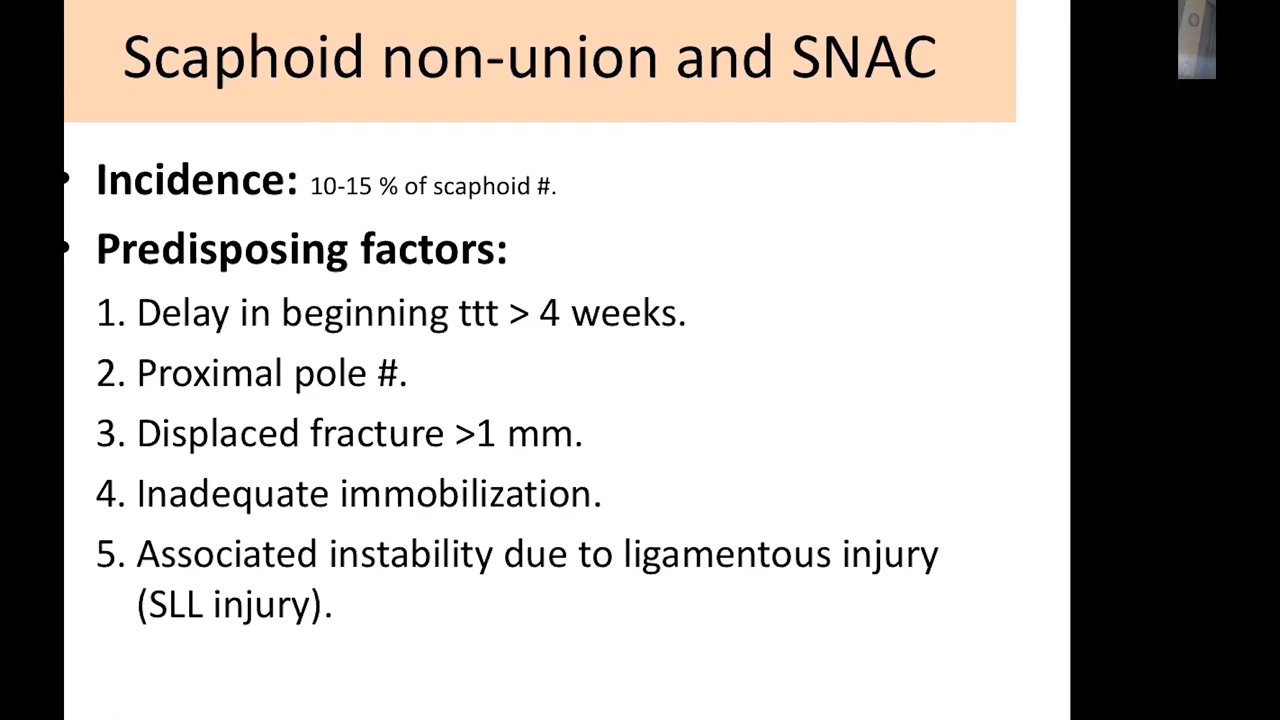 Scaphoid non-union and SNAC
• Incidence: 10-15 % of scaphoid #.
• Predisposing factors:
1. Delay in beginning ttt > 4 weeks.
2. Proximal pole #.
3. Displaced fracture >1 mm.
4. Inadequate immobilization.
5. Associated instability due to ligamentous injury
(SLL injury).